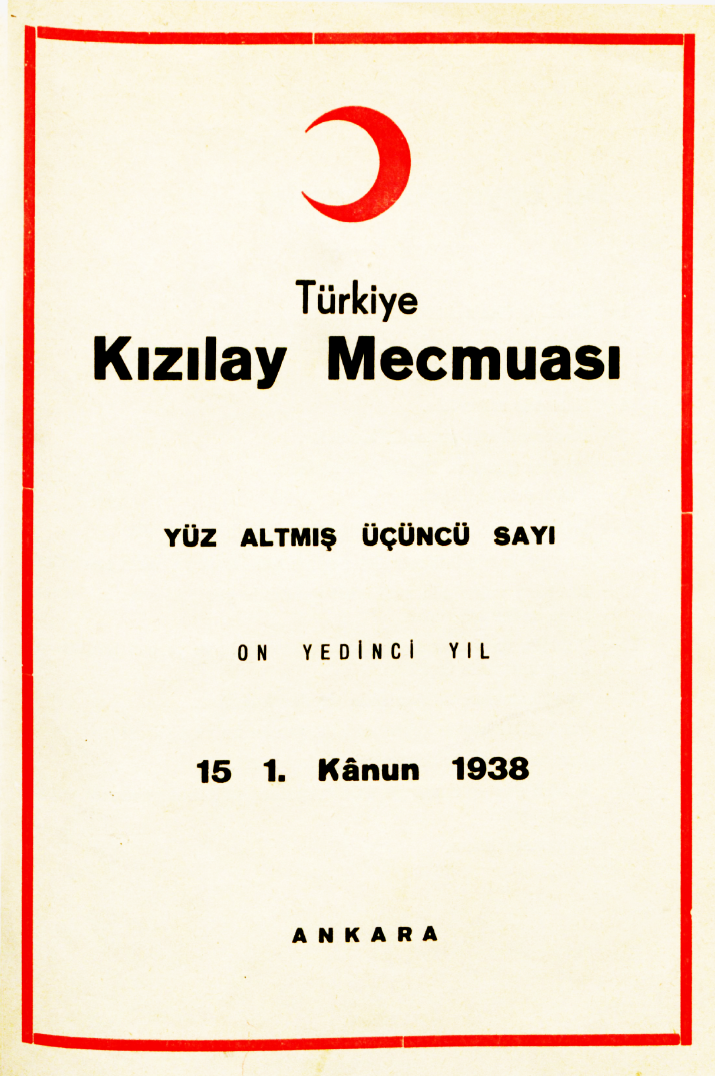 Türkiye
Kızılay Mecmuası
YÜZ ALTMIŞ ÜÇÜNCÜ SAYI
ON YEDİNCİ YIL
15 1. Kânun 1938
ANKARA